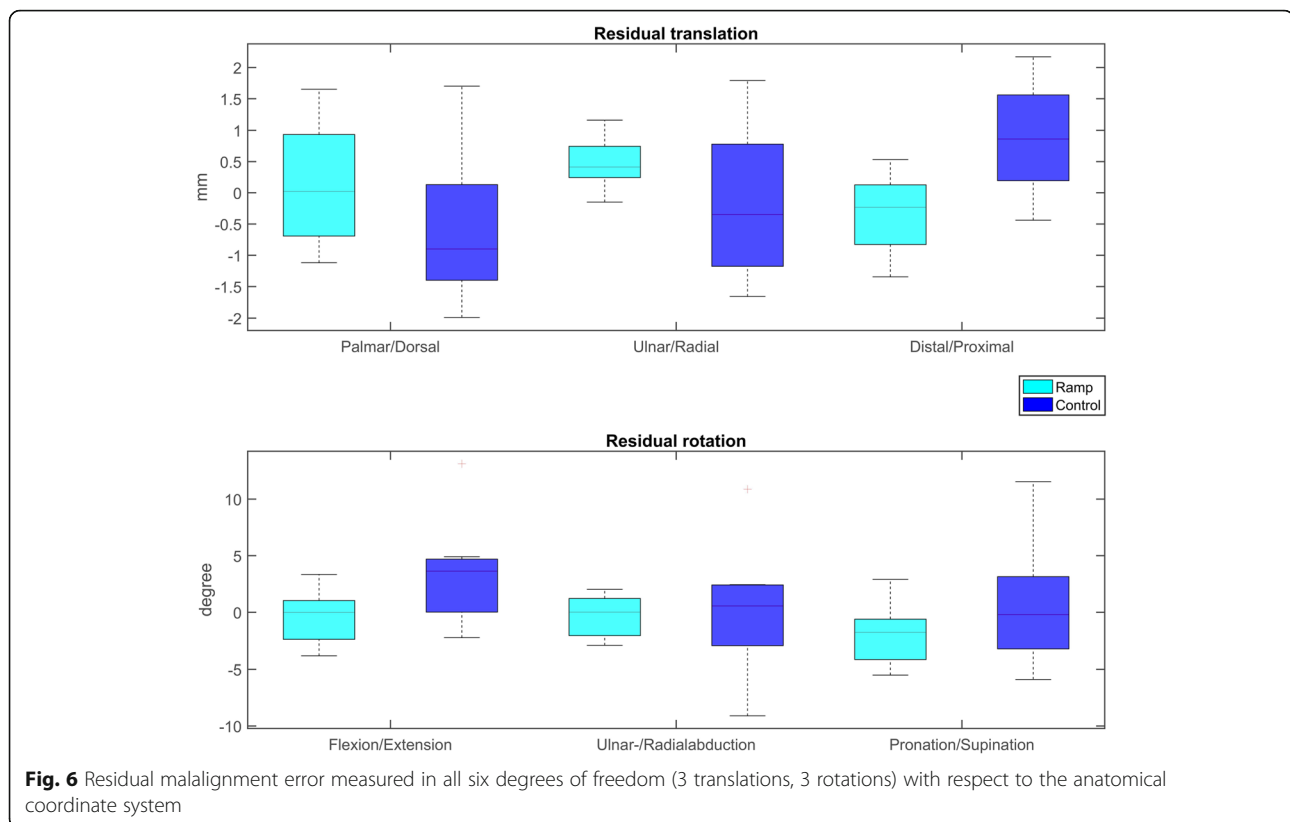 Residual translation
mm
2
1.5
1
0.5
0
-0.5
-1
-1.5
-2
Palmar/Dorsal
Ulnar/Radial
Distal/Proximal
Ramp
Control
Residual rotation
degree
10
5
0
-5
-10
Flexion/Extension
Ulnar-/Radialabduction
Pronation/Supination
Fig. 6 Residual malalignment error measured in all six degrees of freedom (3 translations, 3 rotations) with respect to the anatomical
coordinate system